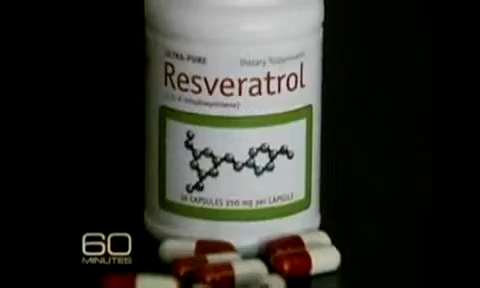 ULTRA-PURE Dietary Supplement
Resveratrol
30 CAPSULES 250 mg per CAPSULE
60
MINUTES